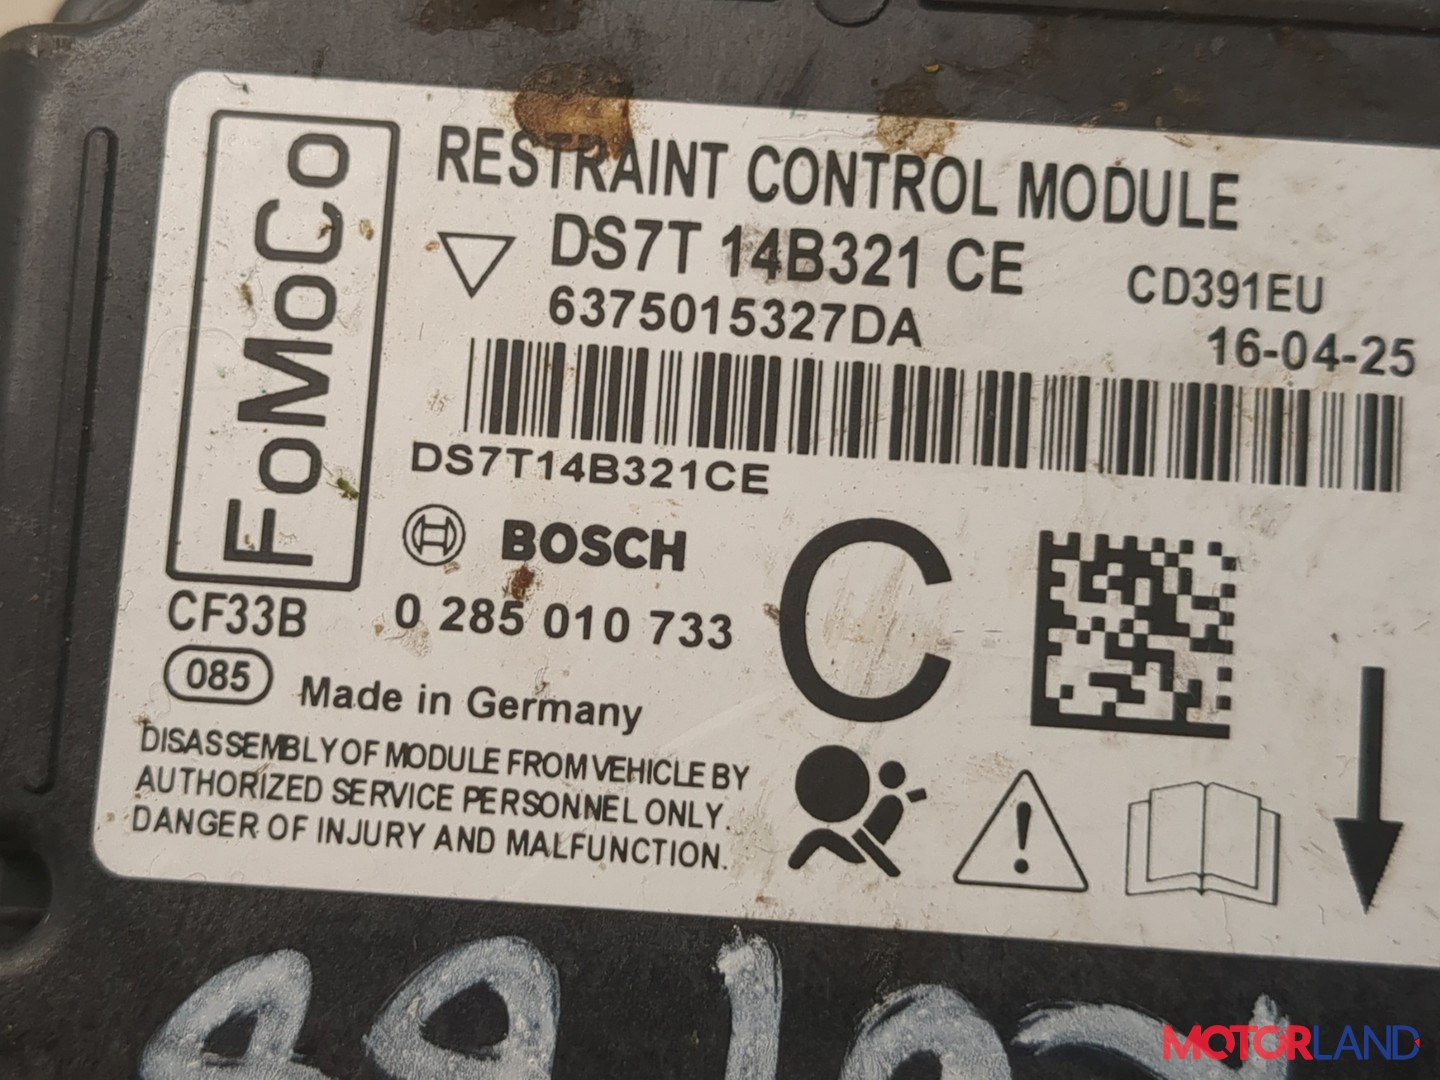 FoMoCo
RESTRAINT CONTROL MODULE
DS7T 14B321 CE
CD391EU
6375015327DA
16-04-25
DS7T14B321CE
BOSCH
CF33B
0 285 010 733
C
085
Made in Germany
DISASSEMBLY OF MODULE FROM VEHICLE BY
AUTHORIZED SERVICE PERSONNEL ONLY.
DANGER OF INJURY AND MALFUNCTION.
MOTORLAND